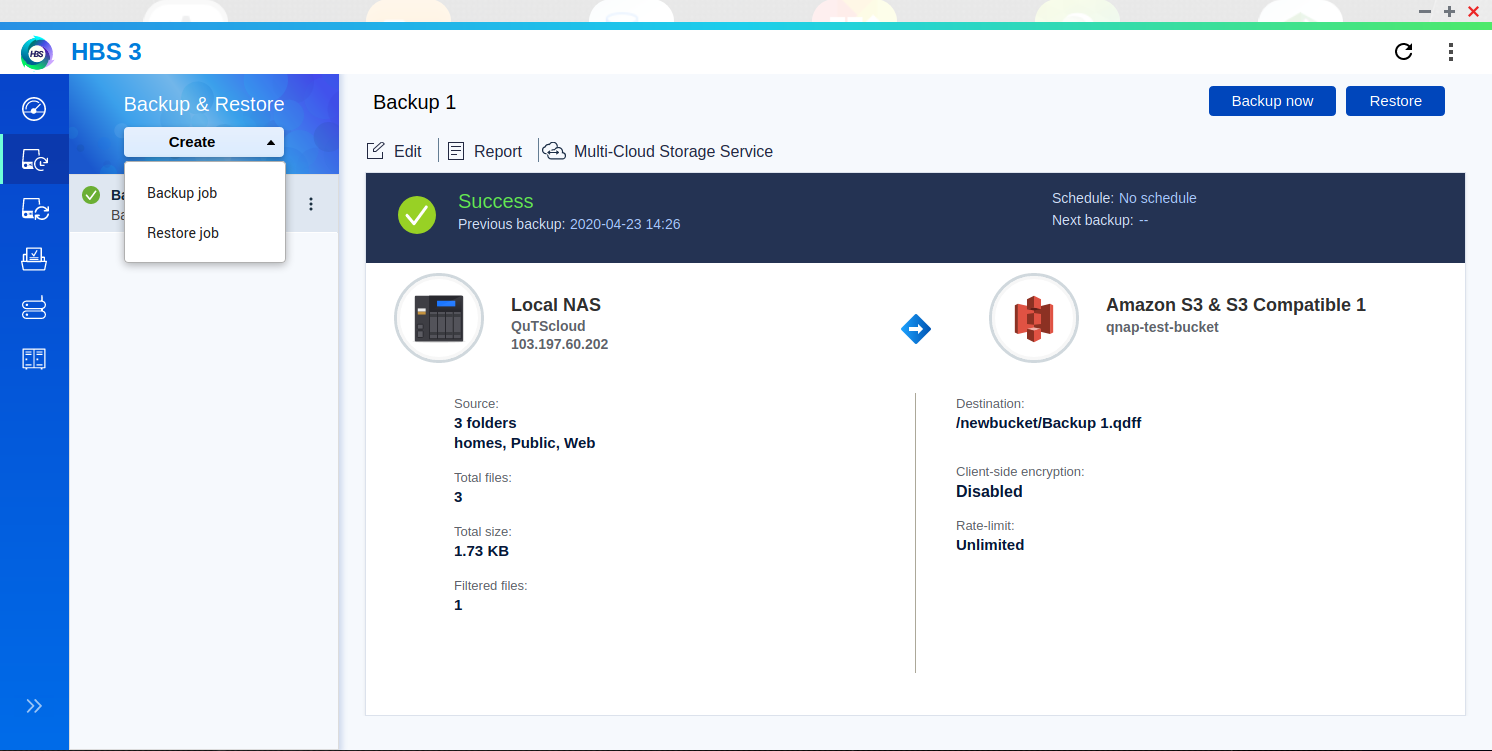 HBS
HBS 3
Backup & Restore
Create
Backup job
Restore job
Backup 1
Backup now
Restore
Edit
Report
Multi-Cloud Storage Service
Success
Previous backup: 2020-04-23 14:26
Schedule: No schedule
Next backup: --
Local NAS
QuTScloud
103.197.60.202
Amazon S3 & S3 Compatible 1
qnap-test-bucket
Source:
3 folders
homes, Public, Web
Total files:
3
Total size:
1.73 KB
Filtered files:
1
Destination:
/newbucket/Backup 1.qdff
Client-side encryption:
Disabled
Rate-limit:
Unlimited